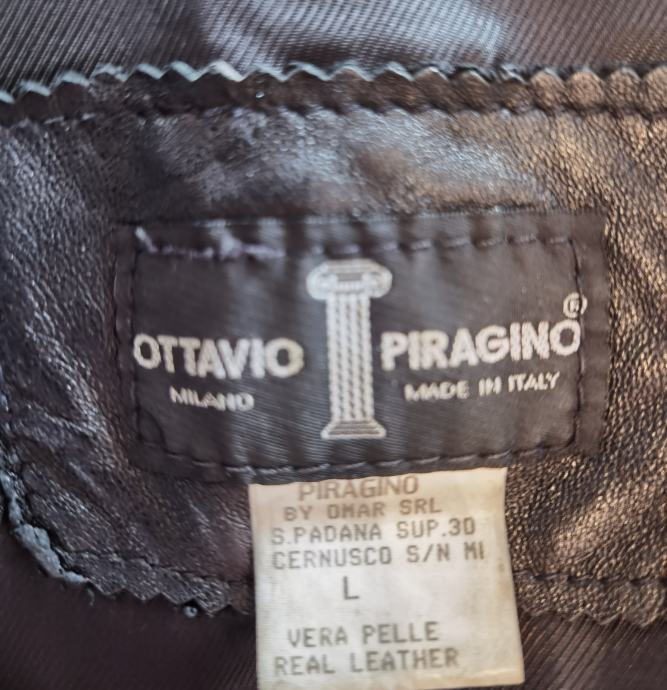 OTTAVIO PIRAGINO®
MILANO MADE IN ITALY
PIRAGINO
BY OMAR SRL
S.PADANA SUP.30
CERNUSCO S/N MI
L
VERA PELLE
REAL LEATHER